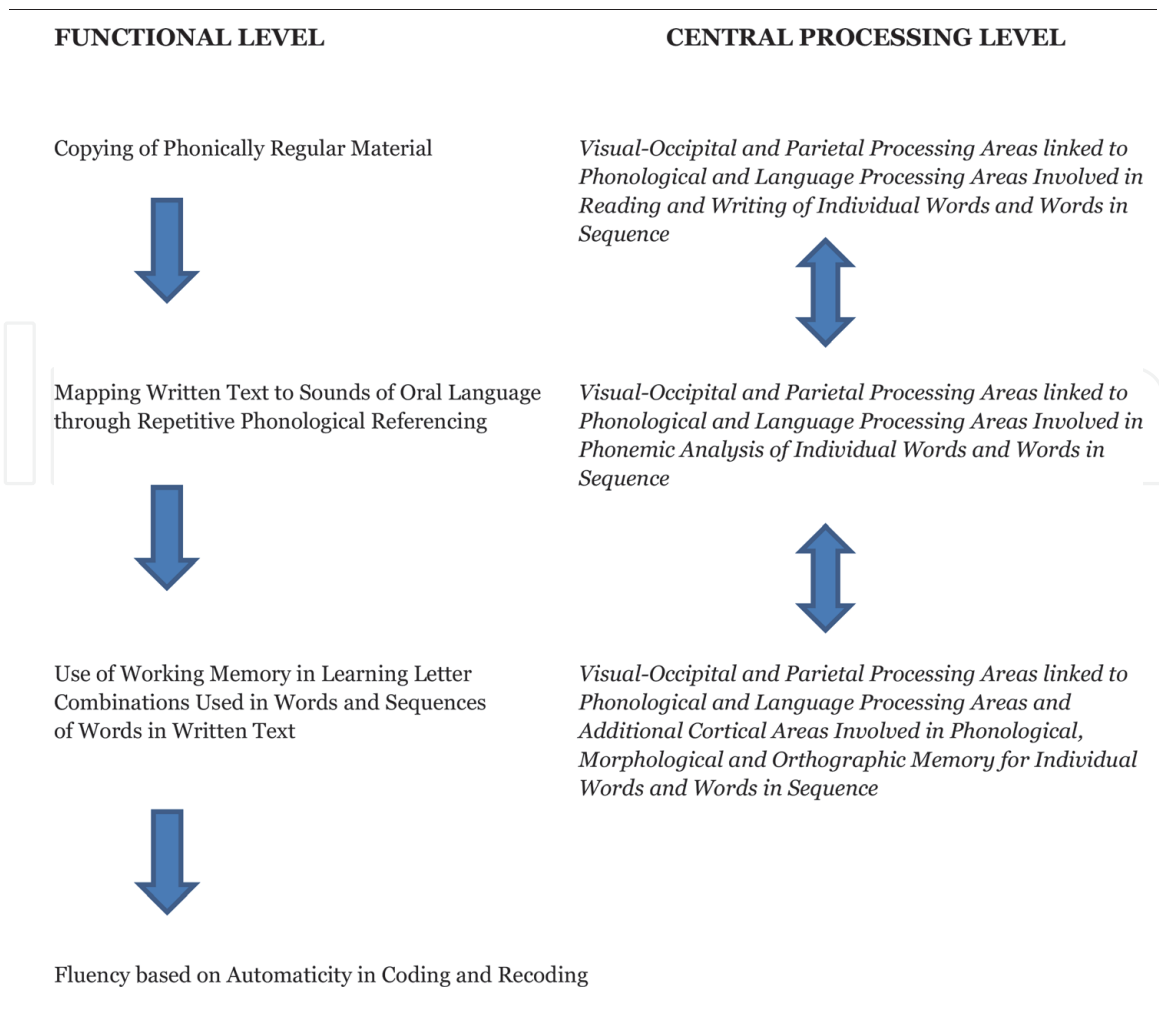 FUNCTIONAL LEVEL
CENTRAL PROCESSING LEVEL
Copying of Phonically Regular Material
Visual-Occipital and Parietal Processing Areas linked to
Phonological and Language Processing Areas Involved in
Reading and Writing of Individual Words and Words in
Sequence
Mapping Written Text to Sounds of Oral Language
through Repetitive Phonological Referencing
Visual-Occipital and Parietal Processing Areas linked to
Phonological and Language Processing Areas Involved in
Phonemic Analysis of Individual Words and Words in
Sequence
Use of Working Memory in Learning Letter
Combinations Used in Words and Sequences
of Words in Written Text
Visual-Occipital and Parietal Processing Areas linked to
Phonological and Language Processing Areas and
Additional Cortical Areas Involved in Phonological,
Morphological and Orthographic Memory for Individual
Words and Words in Sequence
Fluency based on Automaticity in Coding and Recoding